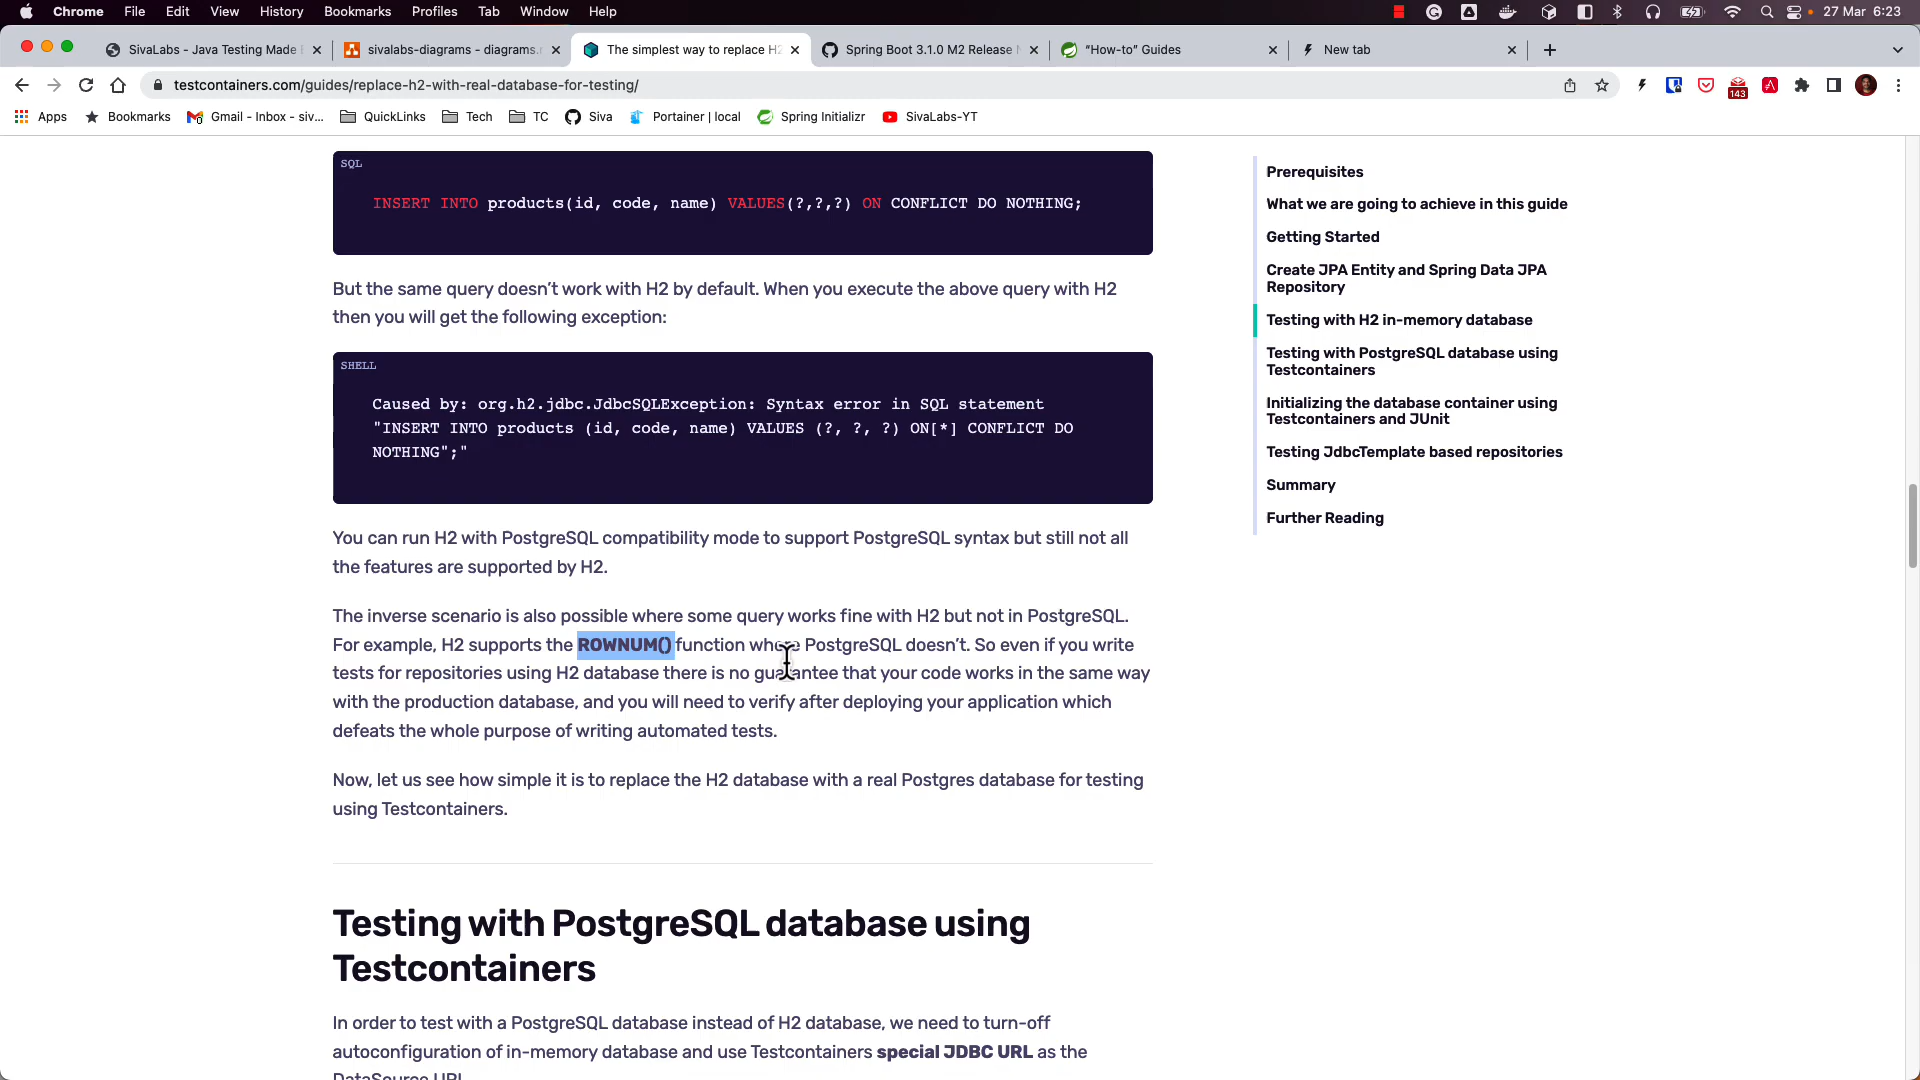 Chrome File Edit View History Bookmarks Profiles Tab Window Help 27 Mar 6:23
SivaLabs - Java Testing Made E
sivalabs-diagrams - diagrams.n
The simplest way to replace H2
Spring Boot 3.1.0 M2 Release N
“How-to” Guides
New tab
testcontainers.com/guides/replace-h2-with-real-database-for-testing/
143
Apps Bookmarks Gmail - Inbox - siv... QuickLinks Tech TC Siva Portainer | local Spring Initializr SivaLabs-YT
SQL
INSERT INTO products(id, code, name) VALUES(?,?,?) ON CONFLICT DO NOTHING;
But the same query doesn’t work with H2 by default. When you execute the above query with H2
then you will get the following exception:
SHELL
Caused by: org.h2.jdbc.JdbcSQLException: Syntax error in SQL statement
"INSERT INTO products (id, code, name) VALUES (?, ?, ?) ON[*] CONFLICT DO
NOTHING";"
You can run H2 with PostgreSQL compatibility mode to support PostgreSQL syntax but still not all
the features are supported by H2.
The inverse scenario is also possible where some query works fine with H2 but not in PostgreSQL.
For example, H2 supports the ROWNUM() function where PostgreSQL doesn’t. So even if you write
tests for repositories using H2 database there is no guarantee that your code works in the same way
with the production database, and you will need to verify after deploying your application which
defeats the whole purpose of writing automated tests.
Now, let us see how simple it is to replace the H2 database with a real Postgres database for testing
using Testcontainers.
Testing with PostgreSQL database using
Testcontainers
In order to test with a PostgreSQL database instead of H2 database, we need to turn-off
autoconfiguration of in-memory database and use Testcontainers special JDBC URL as the
DataSource URL.
Prerequisites
What we are going to achieve in this guide
Getting Started
Create JPA Entity and Spring Data JPA
Repository
Testing with H2 in-memory database
Testing with PostgreSQL database using
Testcontainers
Initializing the database container using
Testcontainers and JUnit
Testing JdbcTemplate based repositories
Summary
Further Reading